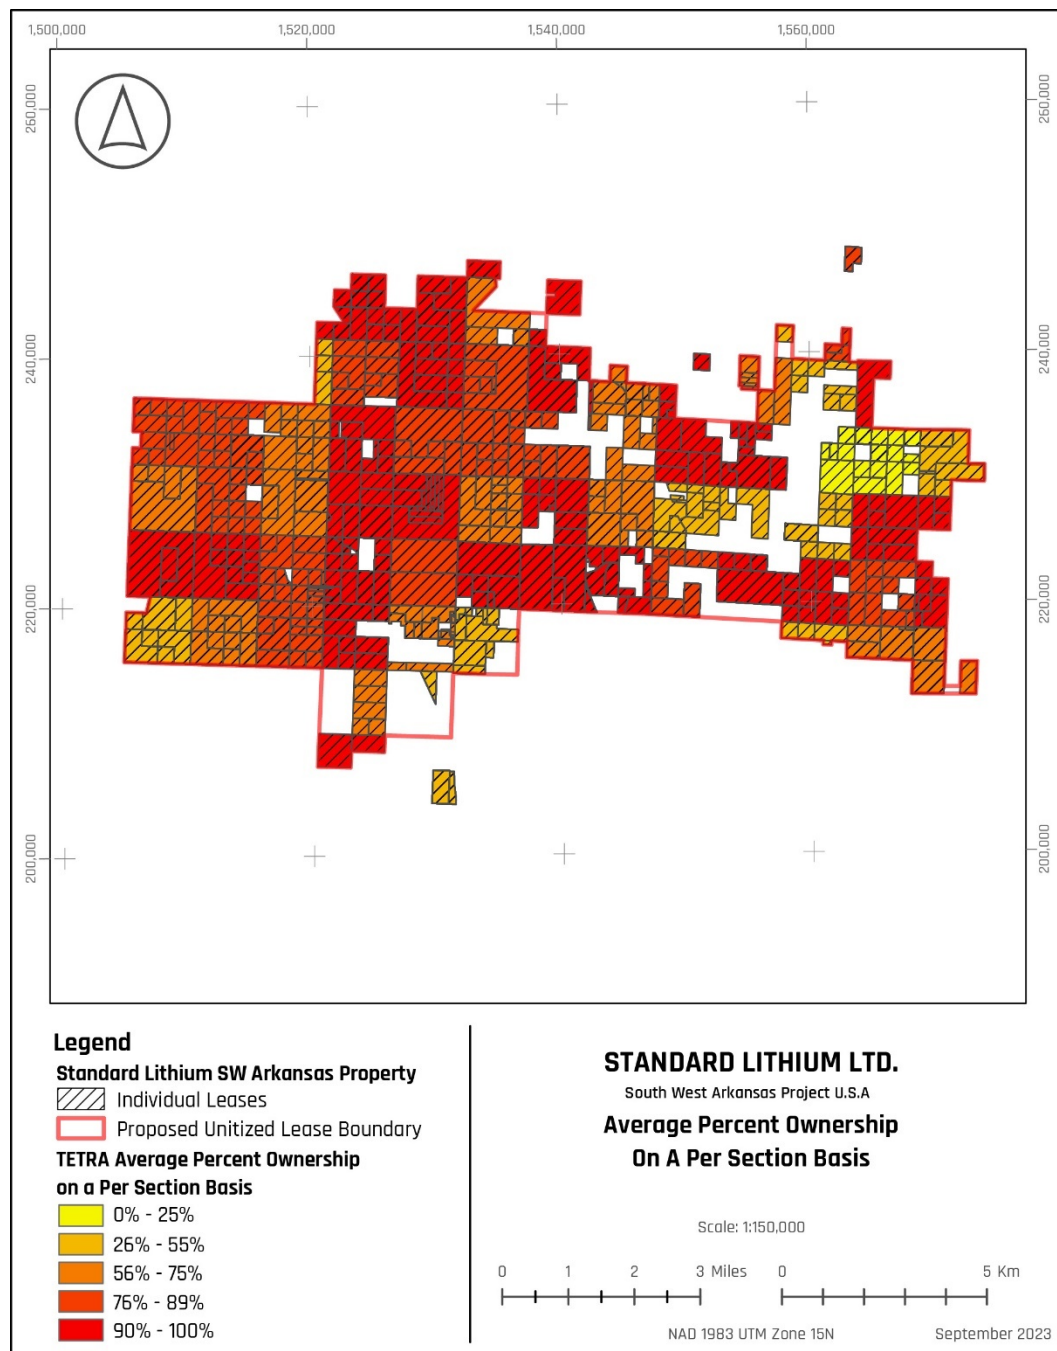 1,500,000
1,520,000
1,540,000
1,560,000
260,000
260,000
240,000
240,000
220,000
220,000
200,000
200,000
Legend
Standard Lithium SW Arkansas Property
Individual Leases
Proposed Unitized Lease Boundary
TETRA Average Percent Ownership
on a Per Section Basis
0% - 25%
26% - 55%
56% - 75%
76% - 89%
90% - 100%
STANDARD LITHIUM LTD.
South West Arkansas Project U.S.A
Average Percent Ownership
On A Per Section Basis
Scale: 1:150,000
0 1 2 3 Miles 0 5 Km
NAD 1983 UTM Zone 15N September 2023